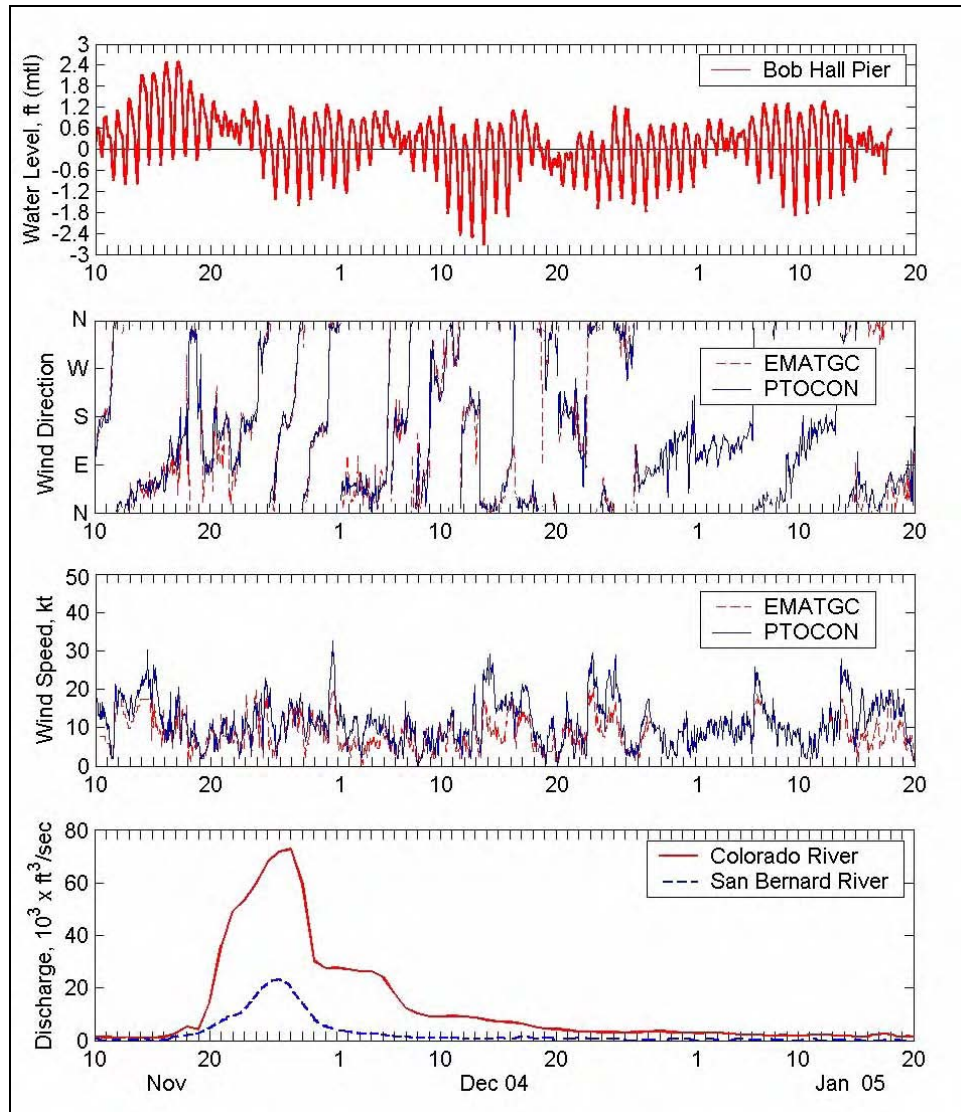 3
2.4
1.8
1.2
0.6
0
-0.6
-1.2
-1.8
-2.4
-3
Water Level, ft (mtl)
Bob Hall Pier
10 20 1 10 20 1 10 20
N
W
S
E
N
Wind Direction
EMATGC
PTOCON
10 20 1 10 20 1 10 20
50
40
30
20
10
0
Wind Speed, kt
EMATGC
PTOCON
10 20 1 10 20 1 10 20
80
60
40
20
0
Discharge, 10³ x ft³/sec
Colorado River
San Bernard River
10 20 1 10 20 1 10 20
Nov Dec 04 Jan 05